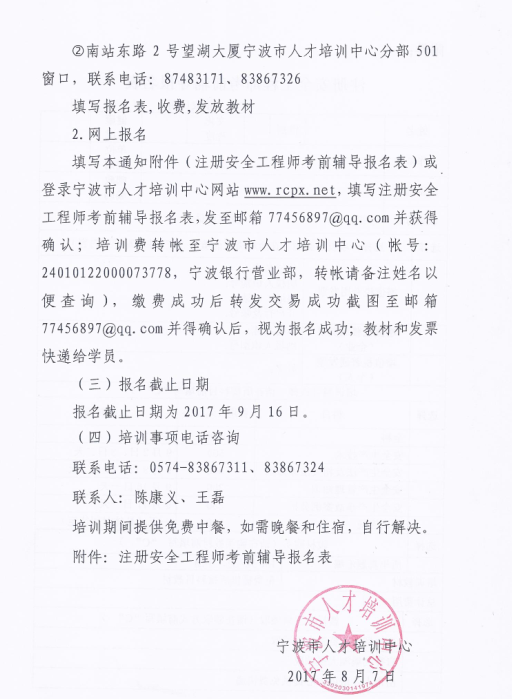 ②南站东路 2 号望湖大厦宁波市人才培训中心分部 501
窗口，联系电话：87483171、83867326
填写报名表,收费,发放教材
2.网上报名
填写本通知附件（注册安全工程师考前辅导报名表）或
登录宁波市人才培训中心网站 www.rcpx.net，填写注册安全
工程师考前辅导报名表,发至邮箱 77456897@qq.com 并获得
确认；培训费转帐至宁波市人才培训中心（帐号：
24010122000073778，宁波银行营业部，转帐请备注姓名以
便查询），缴费成功后转发交易成功截图至邮箱
77456897@qq.com 并得确认后，视为报名成功；教材和发票
快递给学员。
（三）报名截止日期
报名截止日期为 2017 年 9 月 16 日。
（四）培训事项电话咨询
联系电话：0574-83867311、83867324
联系人：陈康义、王磊
培训期间提供免费中餐，如需晚餐和住宿，自行解决。
附件：注册安全工程师考前辅导报名表
宁波市人才培训中心
宁波市人才培训中心
2017 年 8 月 7 日